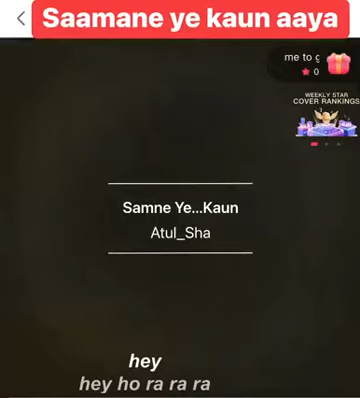 Saamane ye kaun aaya
me to g
0
WEEKLY STAR
COVER RANKINGS
Samne Ye...Kaun
Atul_Sha
hey
hey ho ra ra ra